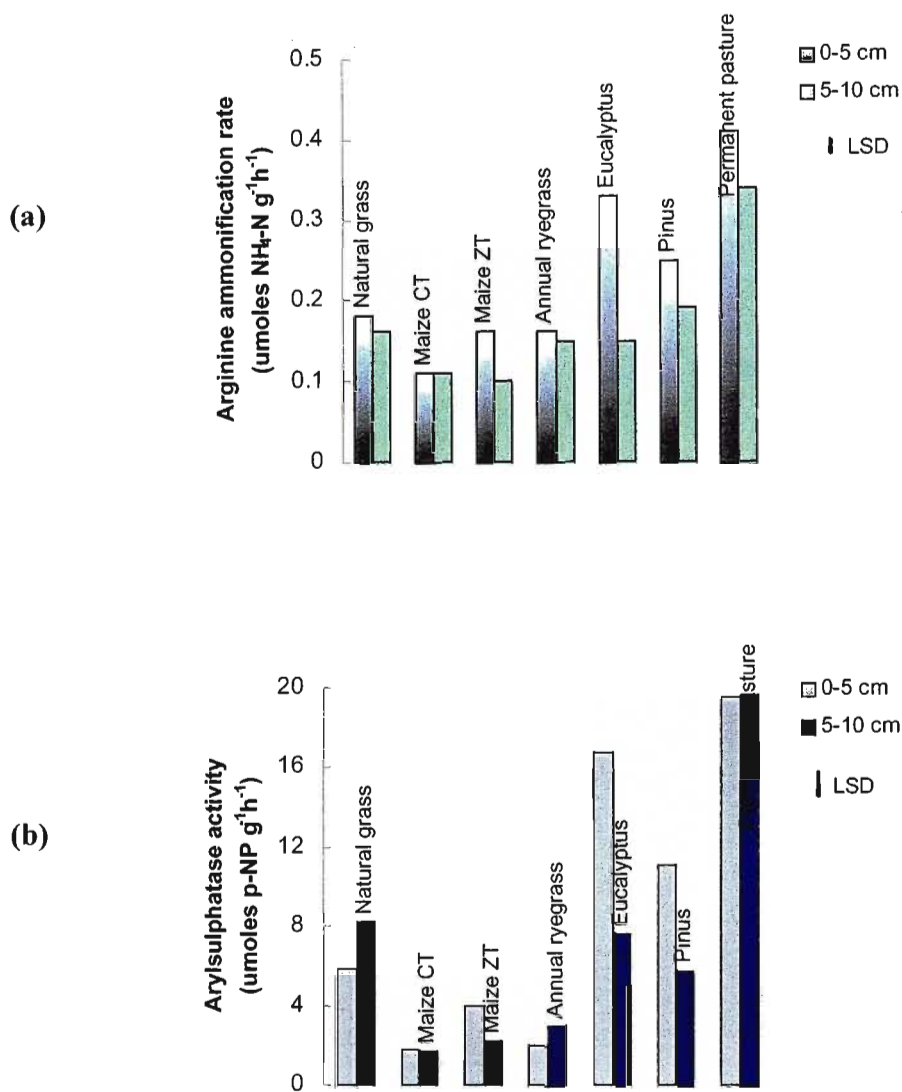 (a)
Arginine ammonification rate
(umoles NH₄-N g⁻¹h⁻¹)
0.5
0.4
0.3
0.2
0.1
0
Natural grass
Maize CT
Maize ZT
Annual ryegrass
Eucalyptus
Pinus
Permanent pasture
0-5 cm
5-10 cm
LSD
(b)
Arylsulphatase activity
(umoles p-NP g⁻¹h⁻¹)
20
16
12
8
4
0
Natural grass
Maize CT
Maize ZT
Annual ryegrass
Eucalyptus
Pinus
sture
0-5 cm
5-10 cm
LSD